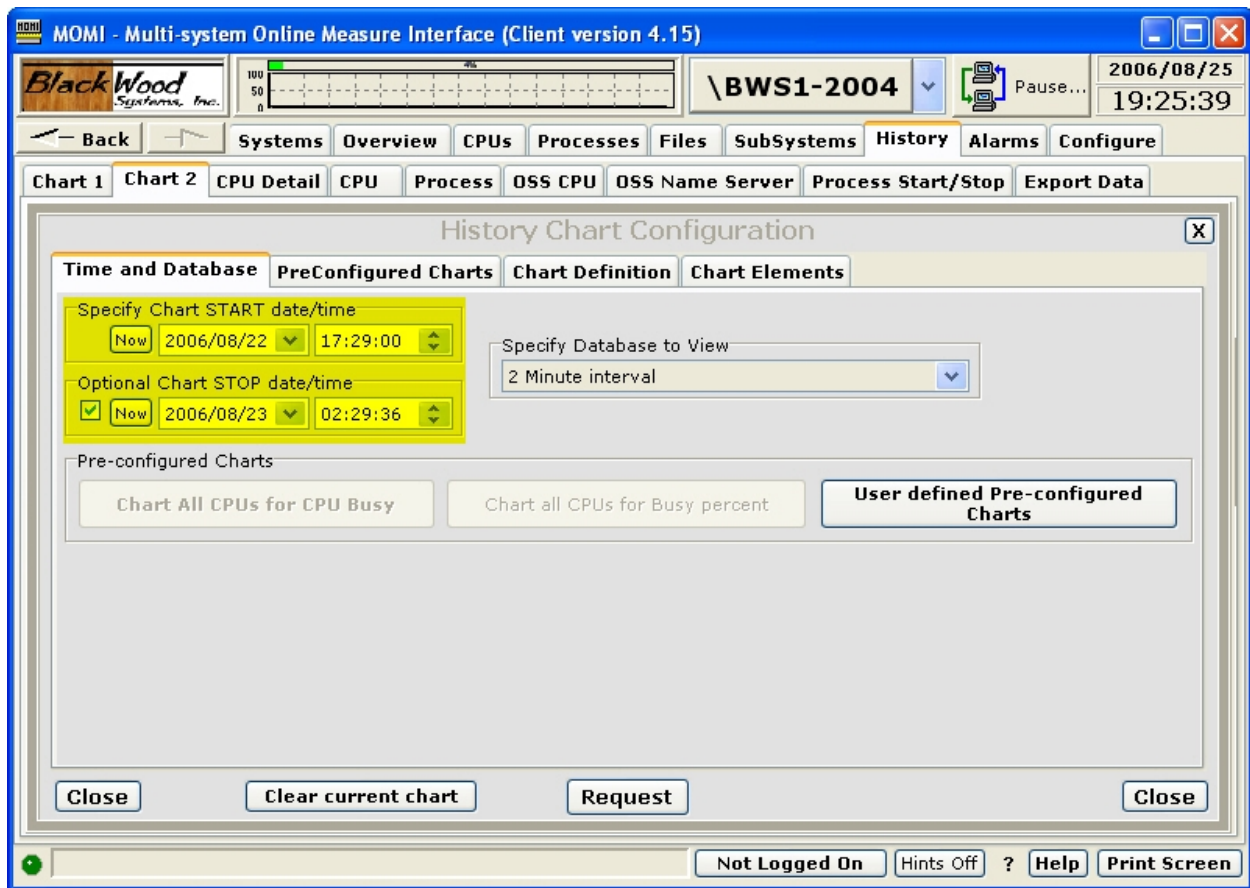 MOMI
MOMI - Multi-system Online Measure Interface (Client version 4.15)
BlackWood
Systems, Inc.
100
50
0
4%
\BWS1-2004
Pause...
2006/08/25
19:25:39
Back
Systems Overview CPUs Processes Files SubSystems History Alarms Configure
Chart 1 Chart 2 CPU Detail CPU Process OSS CPU OSS Name Server Process Start/Stop Export Data
History Chart Configuration
X
Time and Database PreConfigured Charts Chart Definition Chart Elements
Specify Chart START date/time
Now 2006/08/22 17:29:00
Optional Chart STOP date/time
Now 2006/08/23 02:29:36
Specify Database to View
2 Minute interval
Pre-configured Charts
Chart All CPUs for CPU Busy
Chart all CPUs for Busy percent
User defined Pre-configured
Charts
Close Clear current chart Request Close
Not Logged On Hints Off ? Help Print Screen